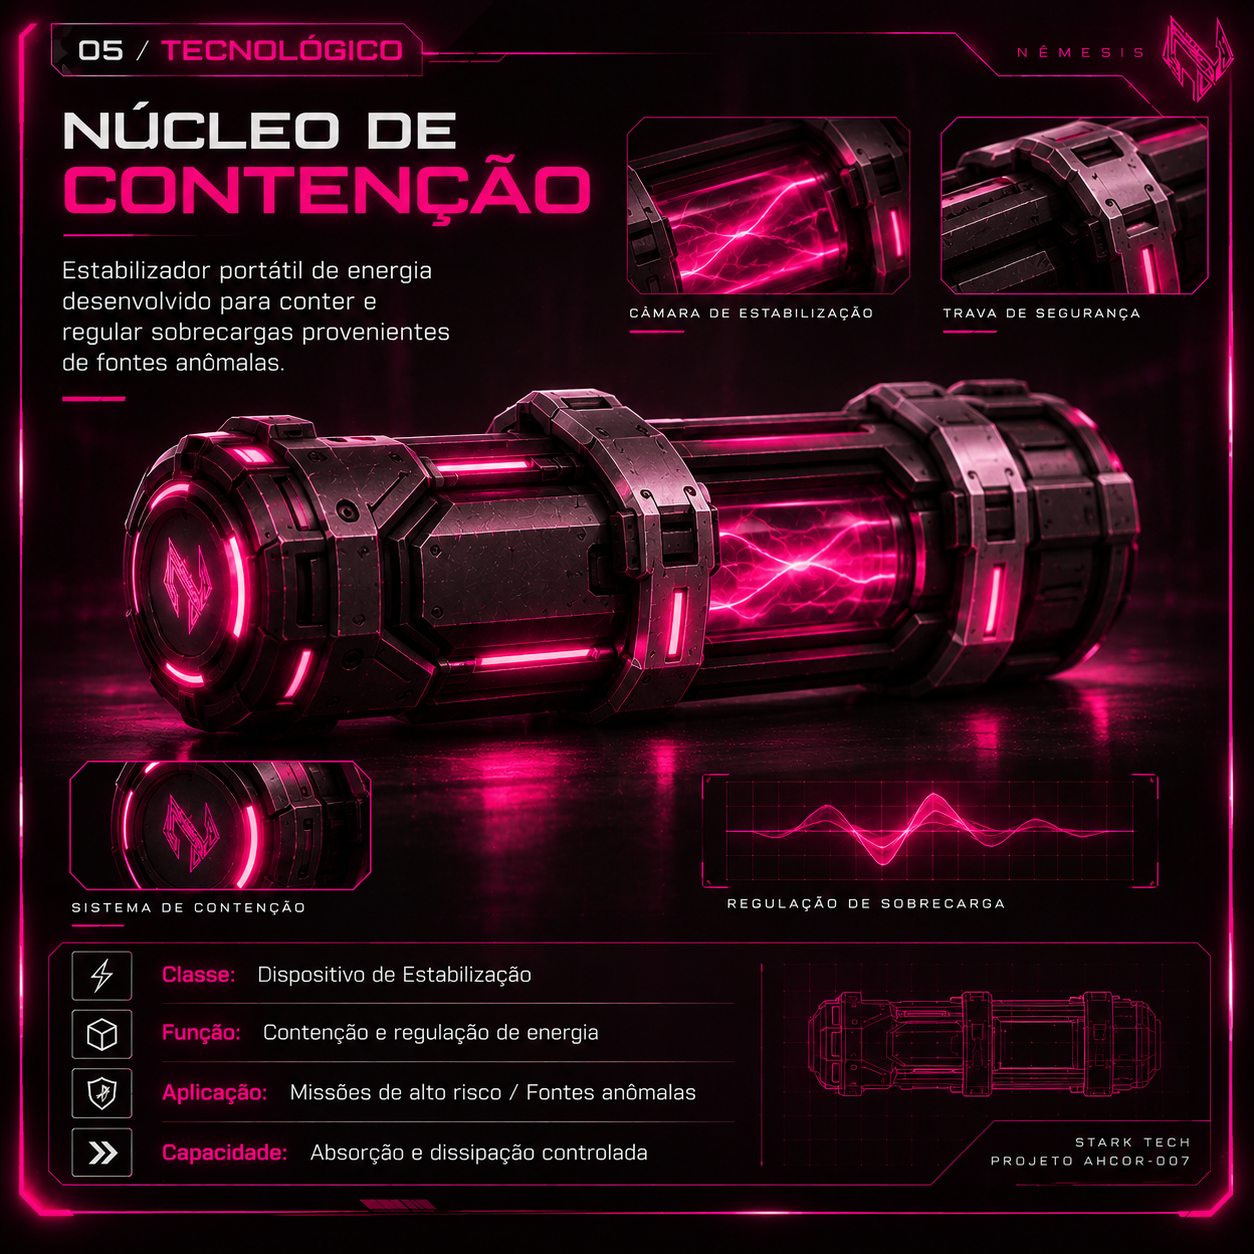 05 / TECNOLÓGICO
NÊMESIS
NÚCLEO DE
CONTENÇÃO
Estabilizador portátil de energia
desenvolvido para conter e
regular sobrecargas provenientes
de fontes anômalas.
CÂMARA DE ESTABILIZAÇÃO
TRAVA DE SEGURANÇA
SISTEMA DE CONTENÇÃO
REGULAÇÃO DE SOBRECARGA
Classe: Dispositivo de Estabilização
Função: Contenção e regulação de energia
Aplicação: Missões de alto risco / Fontes anômalas
Capacidade: Absorção e dissipação controlada
STARK TECH
PROJETO AHCOR-007